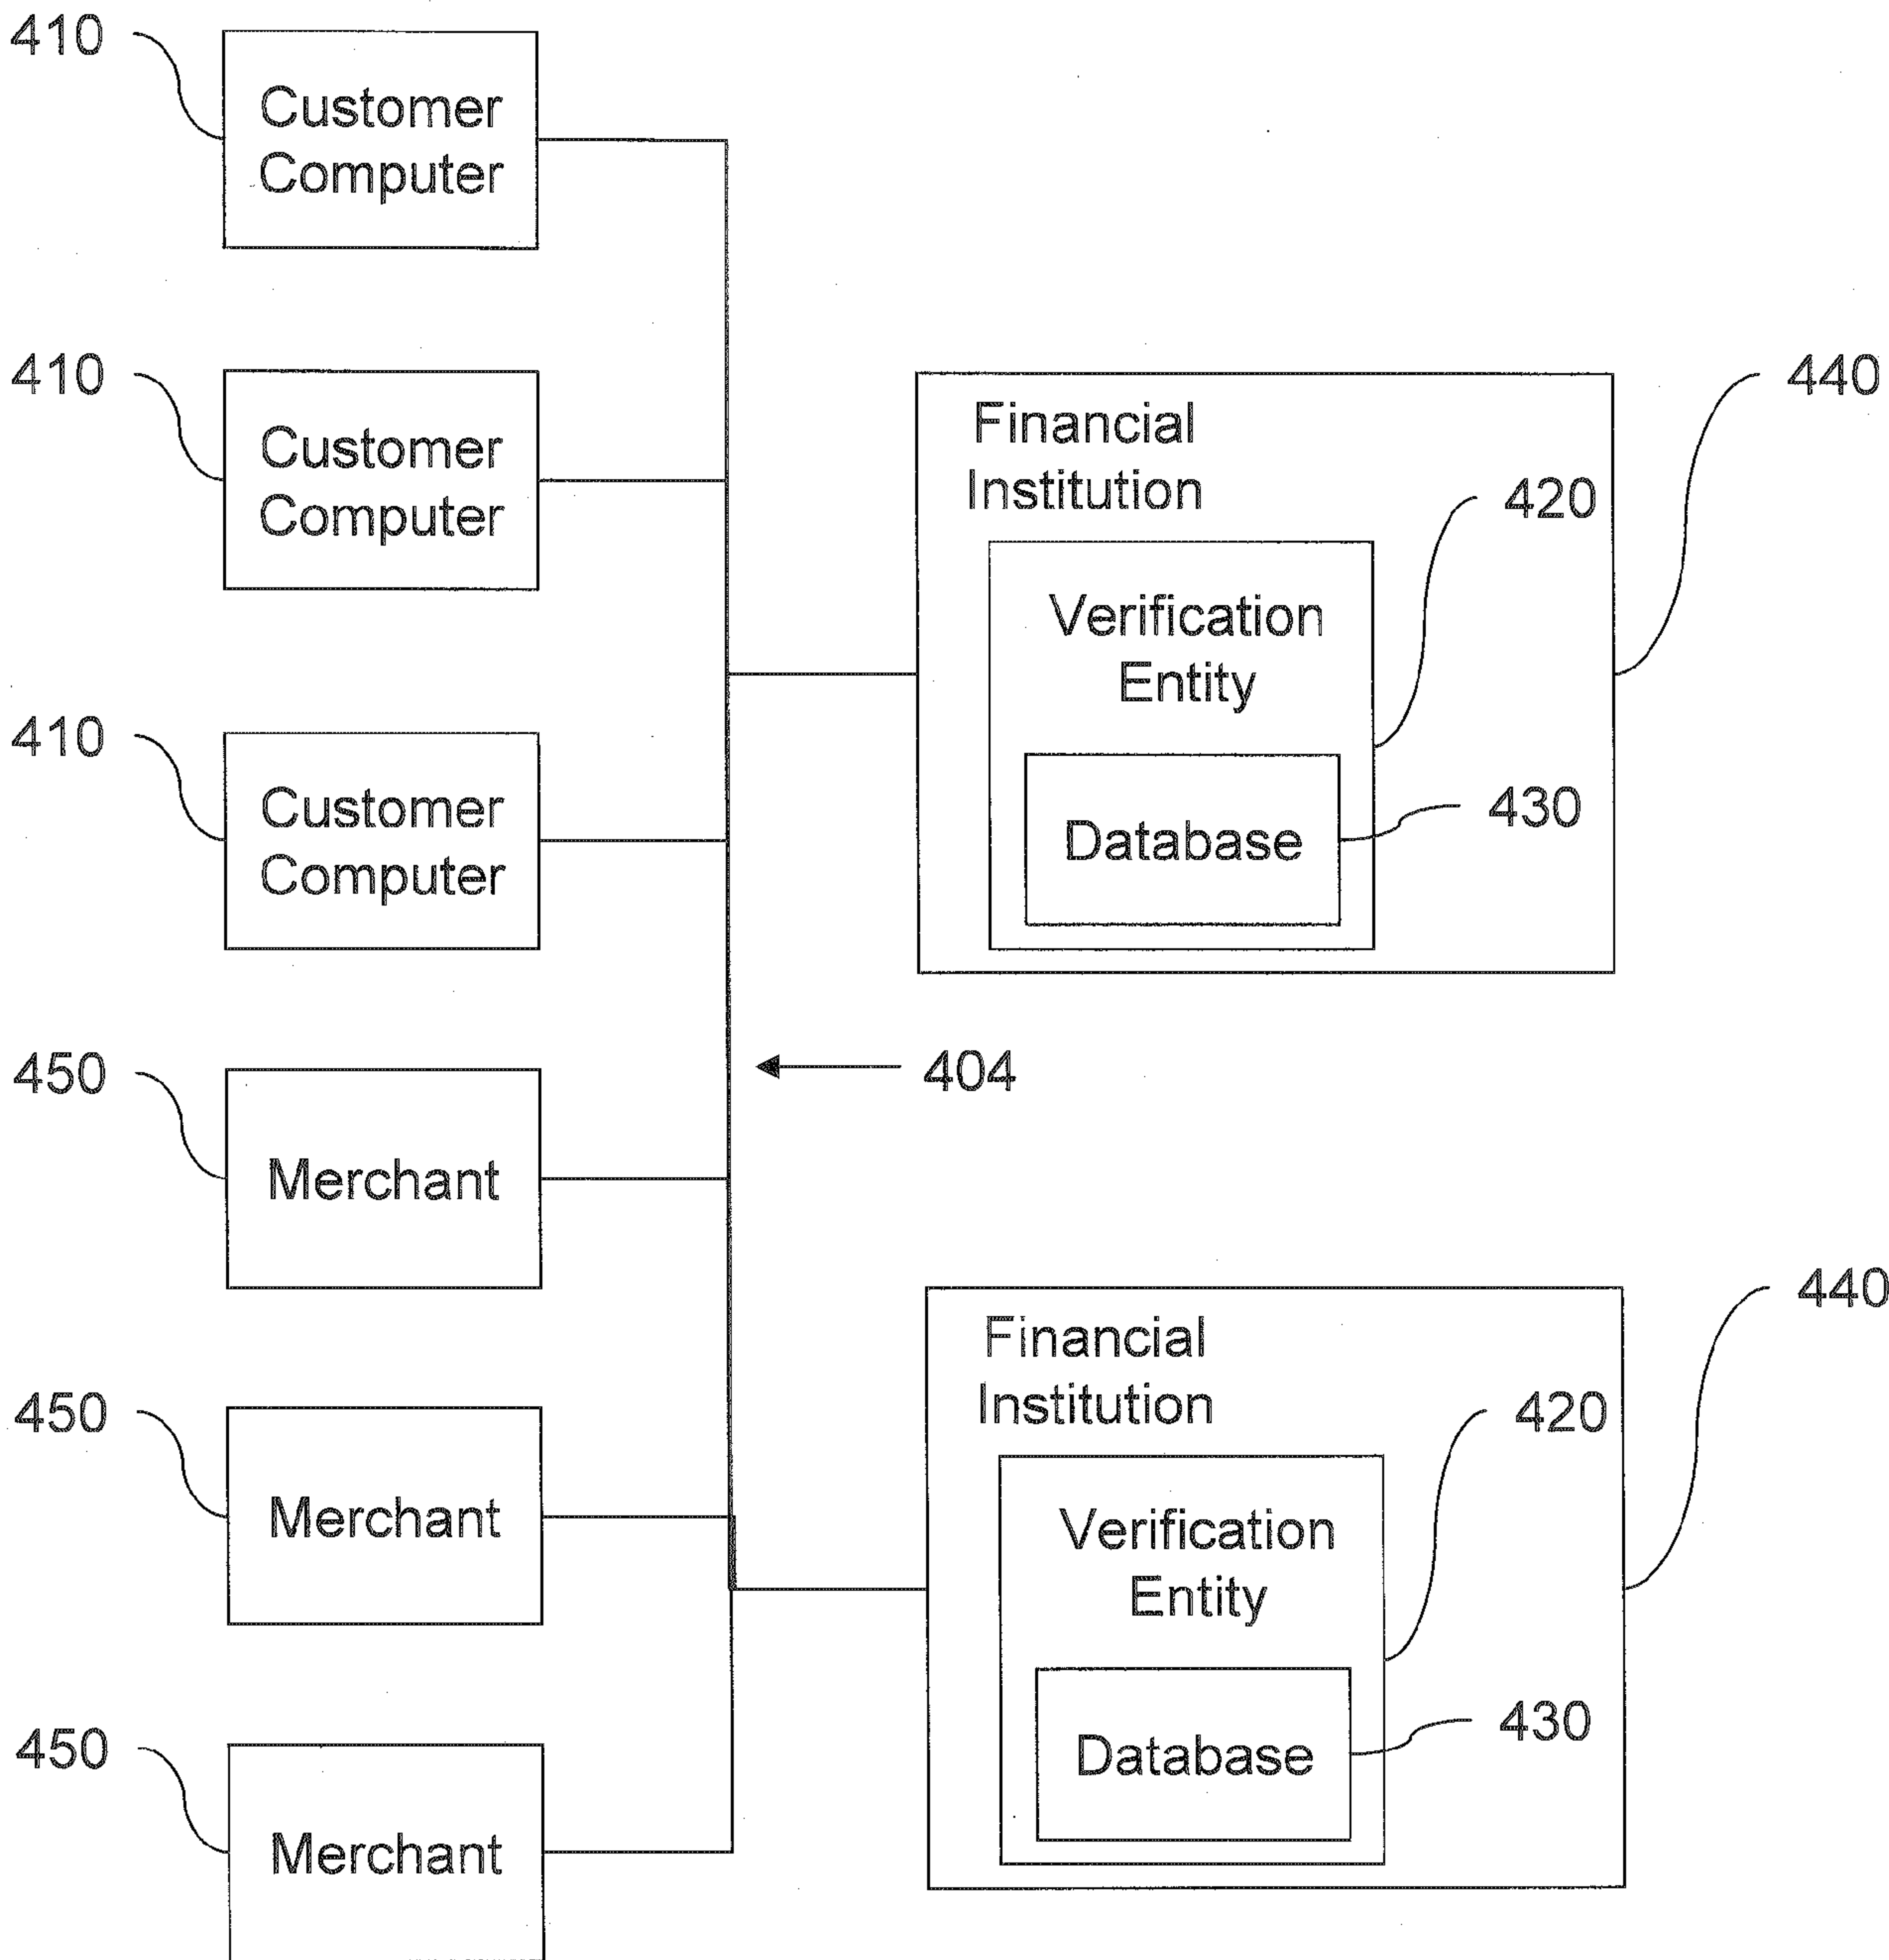 410
Customer
Computer
410
Customer
Computer
440
Financial
Institution
420
Verification
Entity
410
Customer
Computer
430
Database
450
Merchant
404
440
Financial
Institution
450
Merchant
420
Verification
Entity
450
Merchant
430
Database